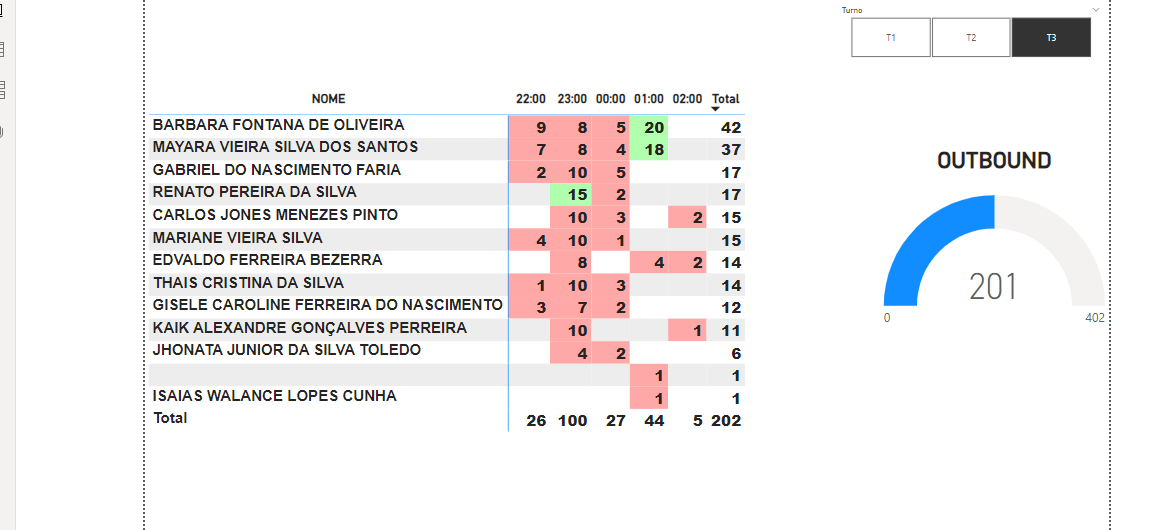 Turno
T1 T2 T3
NOME 22:00 23:00 00:00 01:00 02:00 Total
BARBARA FONTANA DE OLIVEIRA 9 8 5 20 42
MAYARA VIEIRA SILVA DOS SANTOS 7 8 4 18 37
GABRIEL DO NASCIMENTO FARIA 2 10 5 17
RENATO PEREIRA DA SILVA 15 2 17
CARLOS JONES MENEZES PINTO 10 3 2 15
MARIANE VIEIRA SILVA 4 10 1 15
EDVALDO FERREIRA BEZERRA 8 4 2 14
THAIS CRISTINA DA SILVA 1 10 3 14
GISELE CAROLINE FERREIRA DO NASCIMENTO 3 7 2 12
KAIK ALEXANDRE GONÇALVES PERREIRA 10 1 11
JHONATA JUNIOR DA SILVA TOLEDO 4 2 6
1 1
ISAIAS WALANCE LOPES CUNHA 1 1
Total 26 100 27 44 5 202
OUTBOUND
201
0 402